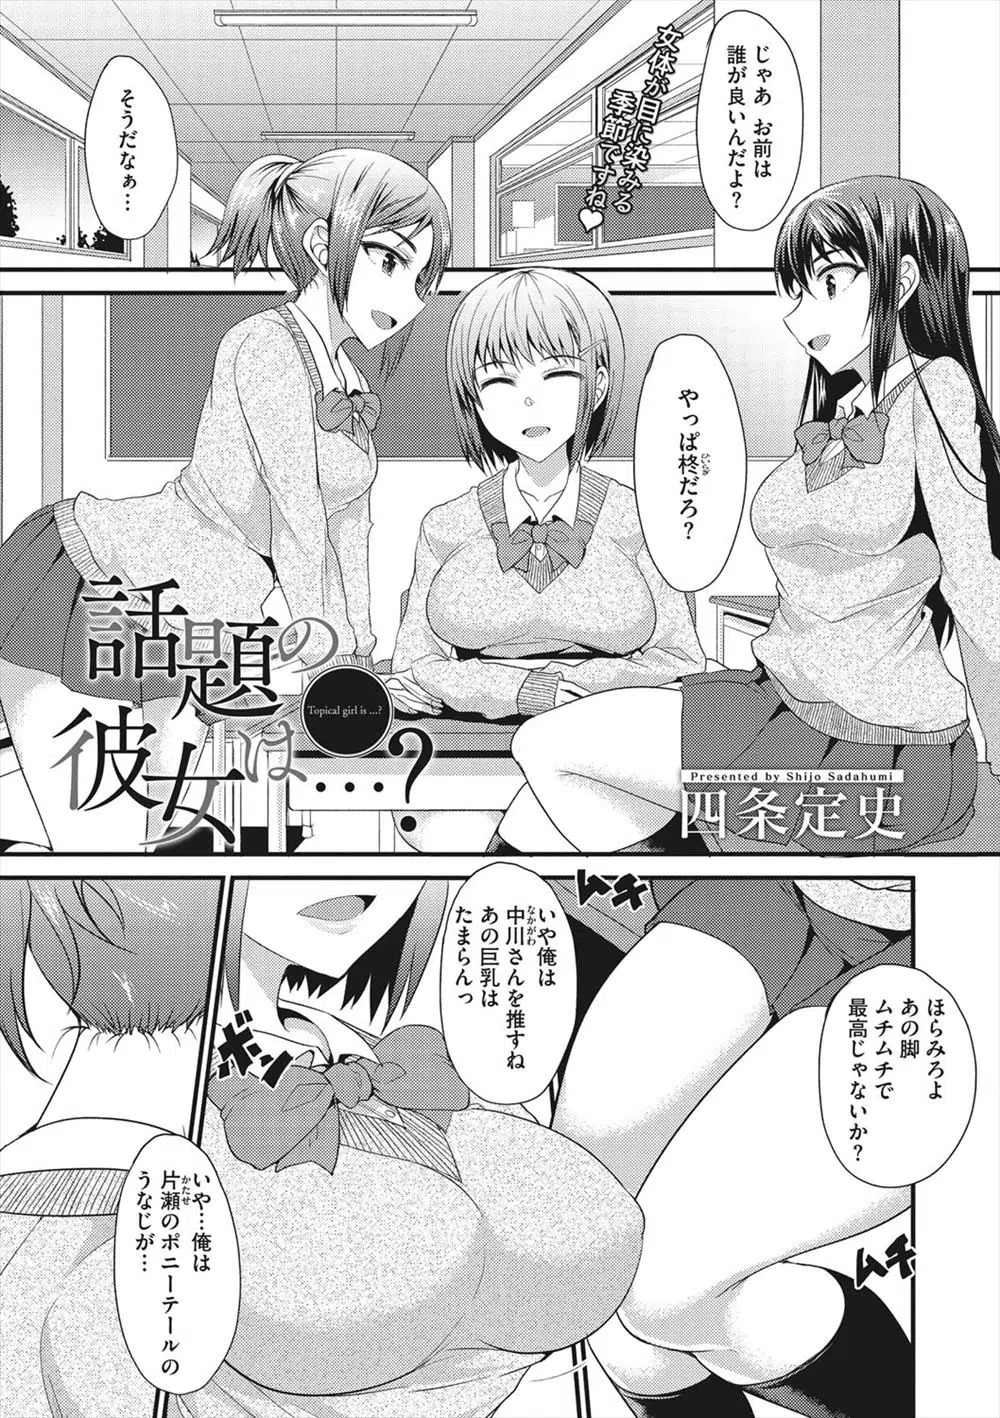 じゃあ お前は
誰が良いんだよ？
女体が目に染みる
季節ですね♥
そうだなぁ…
やっぱ柊だろ？
ひいらぎ
話題の
彼女は
…？
Topical girl is ...?
Presented by Shijo Sadahumi
四条定史
ほらみろよ
あの脚
ムチムチで
最高じゃないか？
ムチ
ムチ
いや俺は
中川さんを推すね
なかがわ
あの巨乳は
たまらんっ
ボンッ
いや…俺は
片瀬のポニーテールの
かたせ
うなじが…